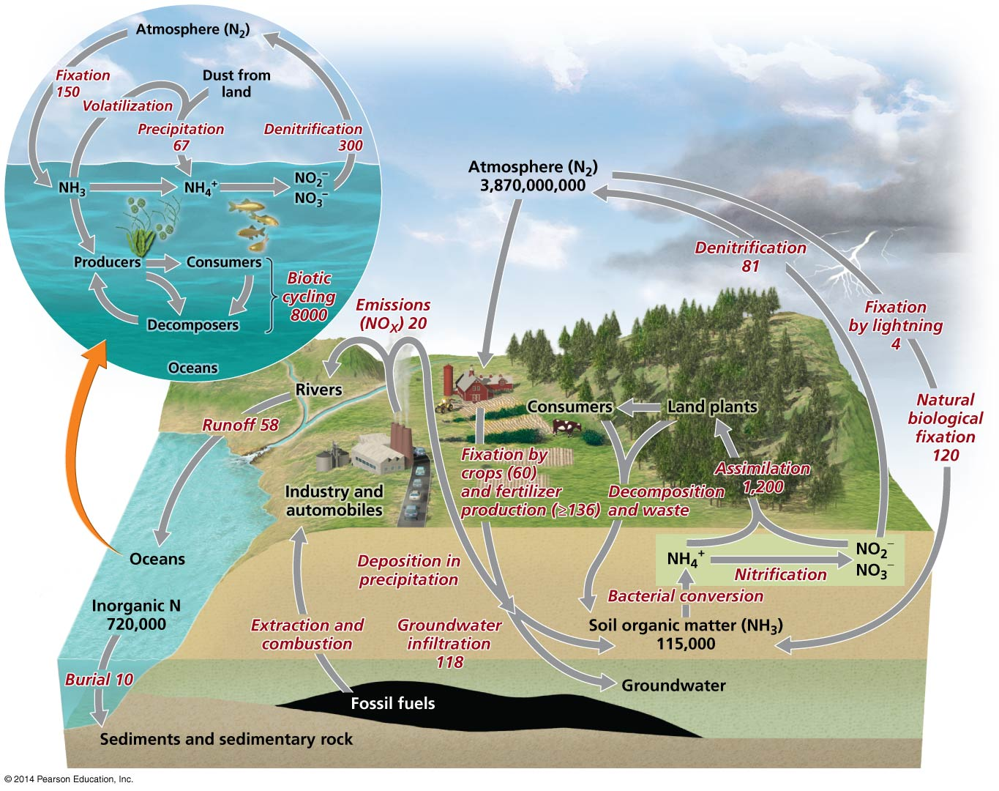 Atmosphere (N₂)
Fixation
150
Dust from
land
Volatilization
Precipitation
67
Denitrification
300
NH₃
NH₄⁺
NO₂⁻
NO₃⁻
Producers
Consumers
Biotic
cycling
8000
Decomposers
Oceans
Atmosphere (N₂)
3,870,000,000
Denitrification
81
Fixation
by lightning
4
Natural
biological
fixation
120
Emissions
(NOₓ) 20
Rivers
Runoff 58
Consumers
Land plants
Fixation by
crops (60)
and fertilizer
production (≥136)
Decomposition
and waste
Assimilation
1,200
Industry and
automobiles
Oceans
NH₄⁺
NO₂⁻
NO₃⁻
Nitrification
Deposition in
precipitation
Bacterial conversion
Inorganic N
720,000
Extraction and
combustion
Groundwater
infiltration
118
Soil organic matter (NH₃)
115,000
Burial 10
Groundwater
Fossil fuels
Sediments and sedimentary rock
© 2014 Pearson Education, Inc.